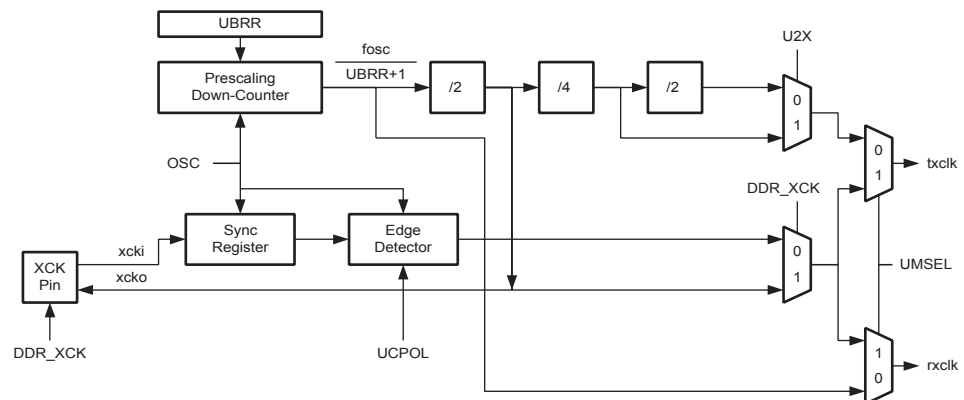 UBRR
fosc
UBRR+1
U2X
Prescaling
Down-Counter
/2
/4
/2
0
1
OSC
0
1
txclk
DDR_XCK
Sync
Register
Edge
Detector
0
1
xcki
xcko
XCK
Pin
UMSEL
DDR_XCK
UCPOL
1
0
rxclk